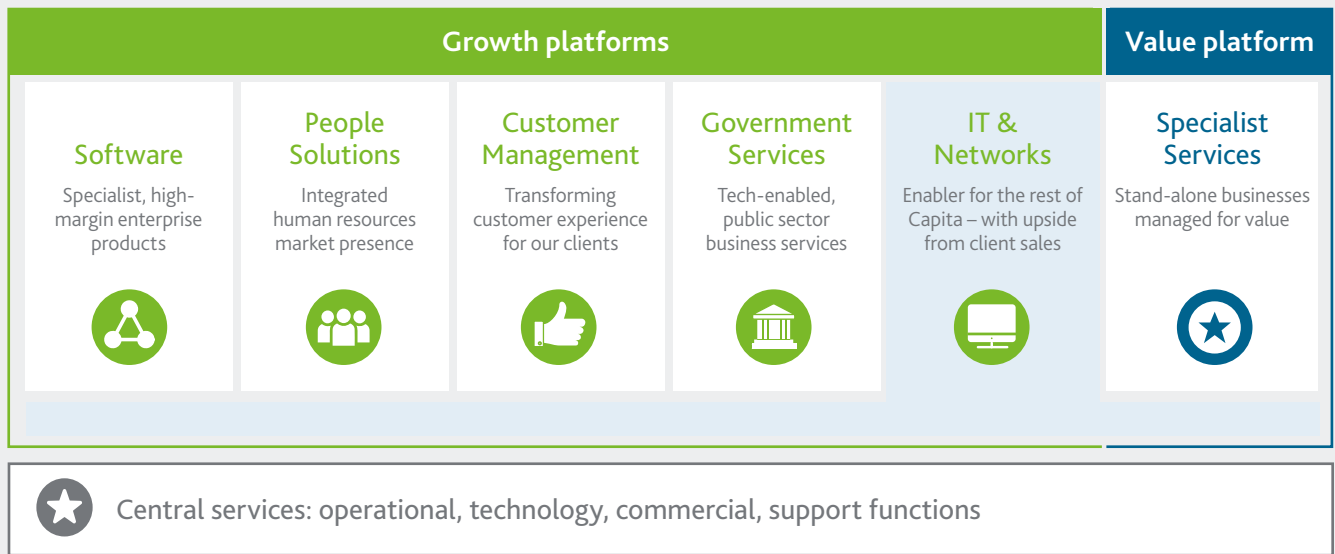 Growth platforms
Value platform
Software
Specialist, high-
margin enterprise
products
People
Solutions
Integrated
human resources
market presence
Customer
Management
Transforming
customer experience
for our clients
Government
Services
Tech-enabled,
public sector
business services
IT &
Networks
Enabler for the rest of
Capita – with upside
from client sales
Specialist
Services
Stand-alone businesses
managed for value
Central services: operational, technology, commercial, support functions